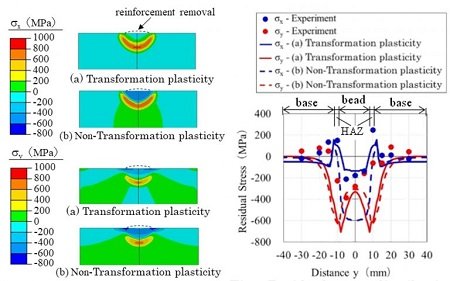 reinforcement removal
σx (MPa)
1000
800
600
400
200
0
-200
-400
-600
-800
(a) Transformation plasticity
(b) Non-Transformation plasticity
σy (MPa)
1000
800
600
400
200
0
-200
-400
-600
-800
(a) Transformation plasticity
(b) Non-Transformation plasticity
σx - Experiment
σy - Experiment
σx - (a) Transformation plasticity
σy - (a) Transformation plasticity
σx - (b) Non-Transformation plasticity
σy - (b) Non-Transformation plasticity
base bead base
HAZ
Residual Stress (MPa)
400
200
0
-200
-400
-600
-800
-40 -30 -20 -10 0 10 20 30 40
Distance y (mm)